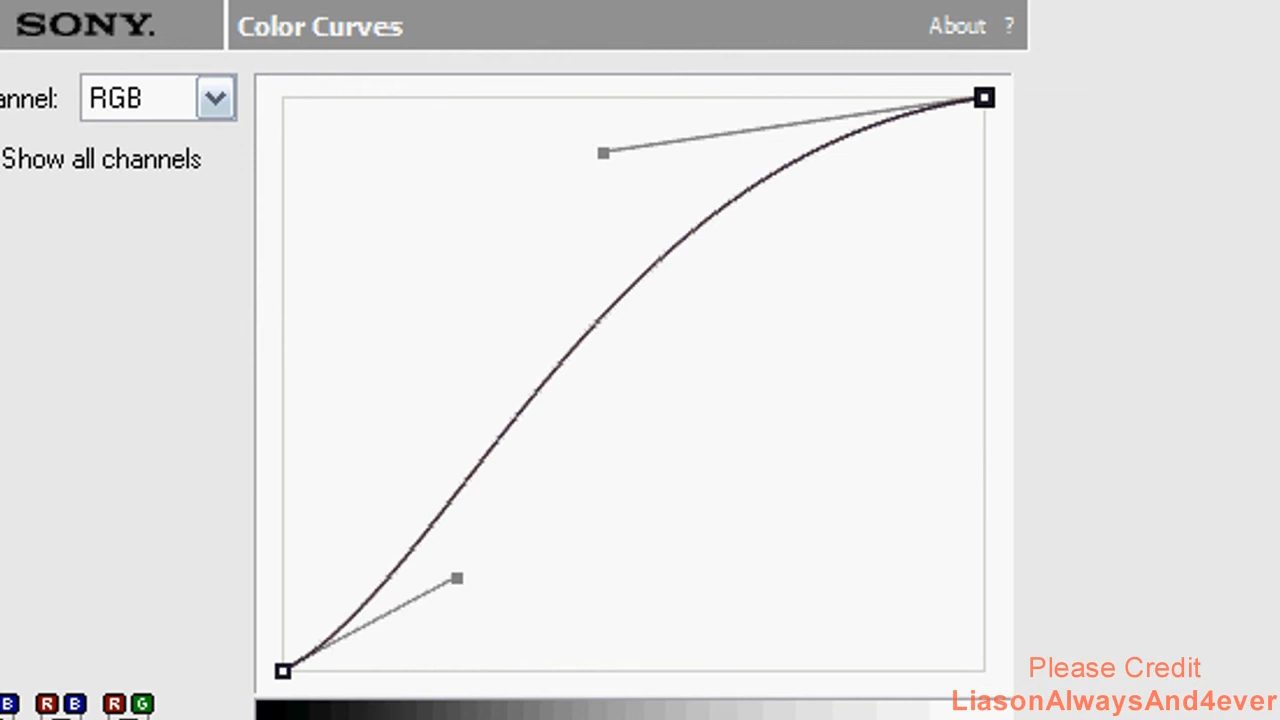 SONY.
Color Curves
About ?
annel: RGB
Show all channels
B R B R G
Please Credit
LiasonAlwaysAnd4ever